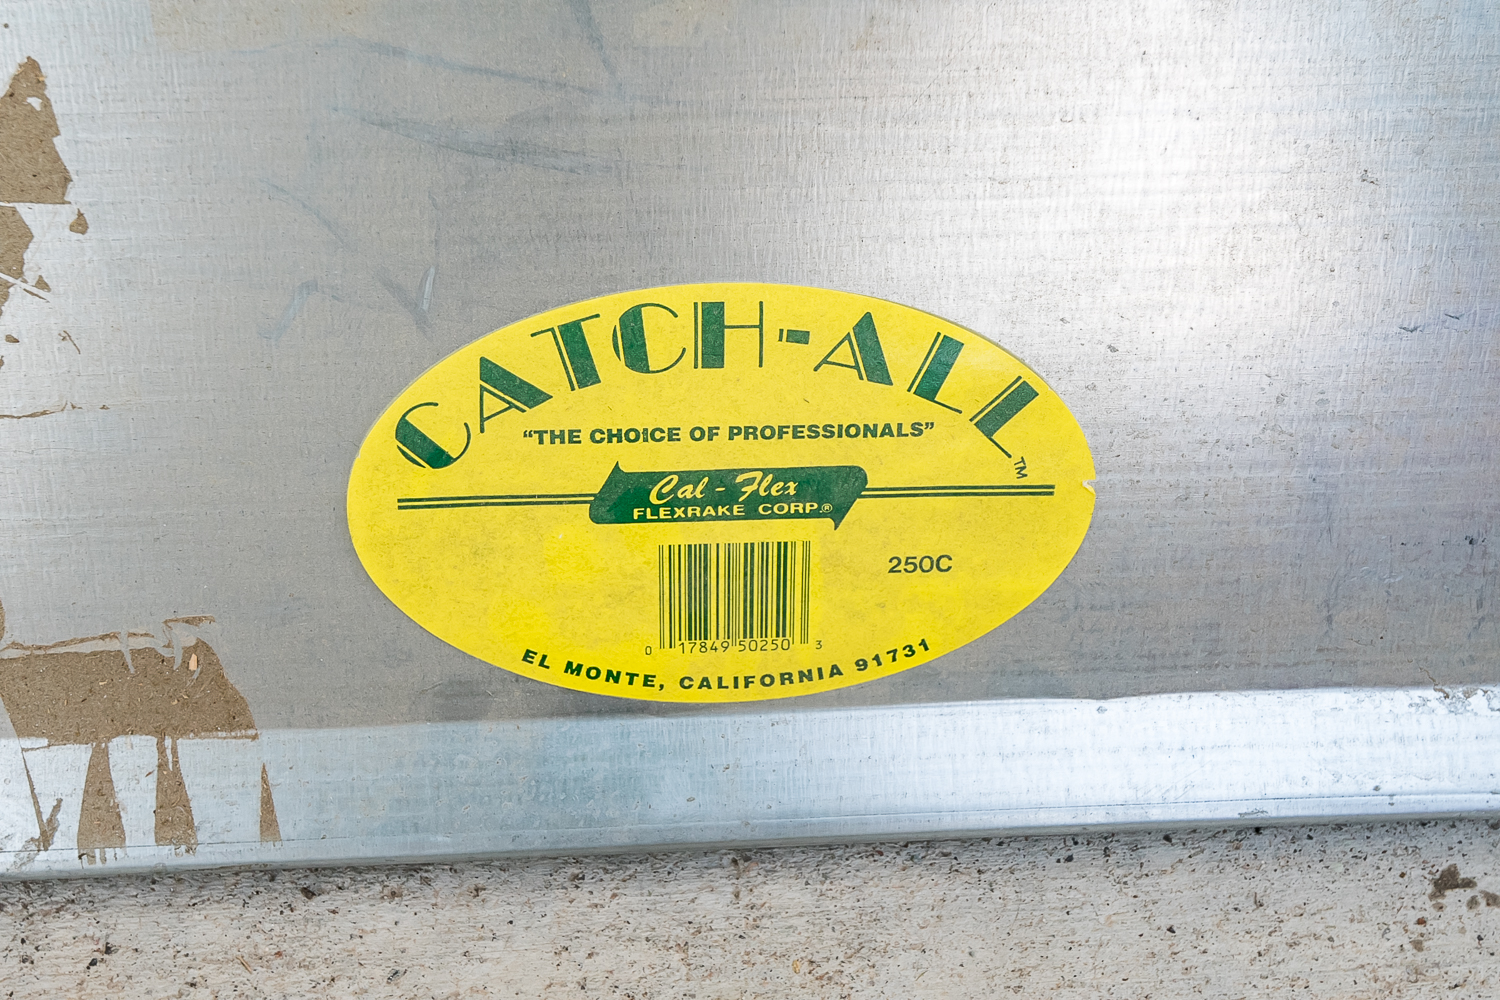 CATCH-ALL™
“THE CHOICE OF PROFESSIONALS”
Cal-Flex
FLEXRAKE CORP.®
250C
0 17849 50250 3
EL MONTE, CALIFORNIA 91731